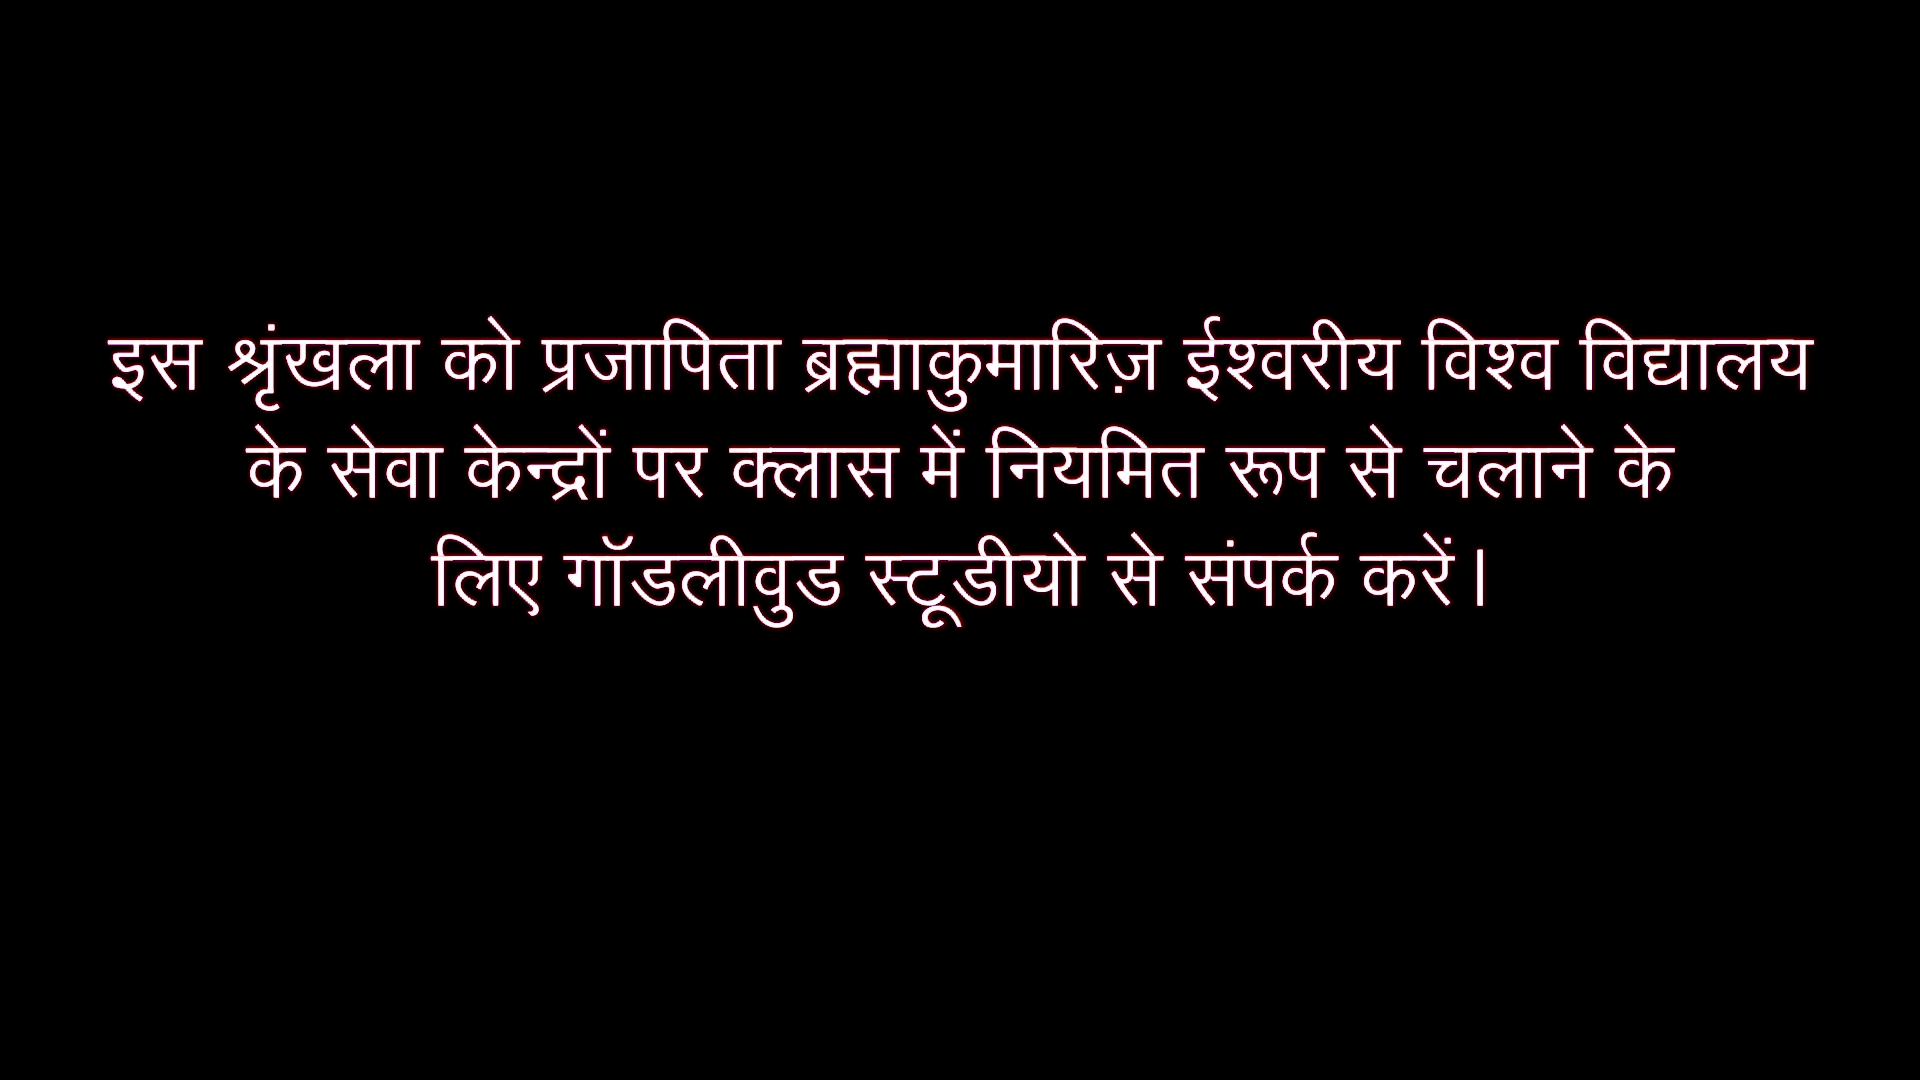 इस श्रृंखला को प्रजापिता ब्रह्माकुमारिज़ ईश्वरीय विश्व विद्यालय
के सेवा केन्द्रों पर क्लास में नियमित रूप से चलाने के
लिए गॉडलीवुड स्टूडीयो से संपर्क करें।